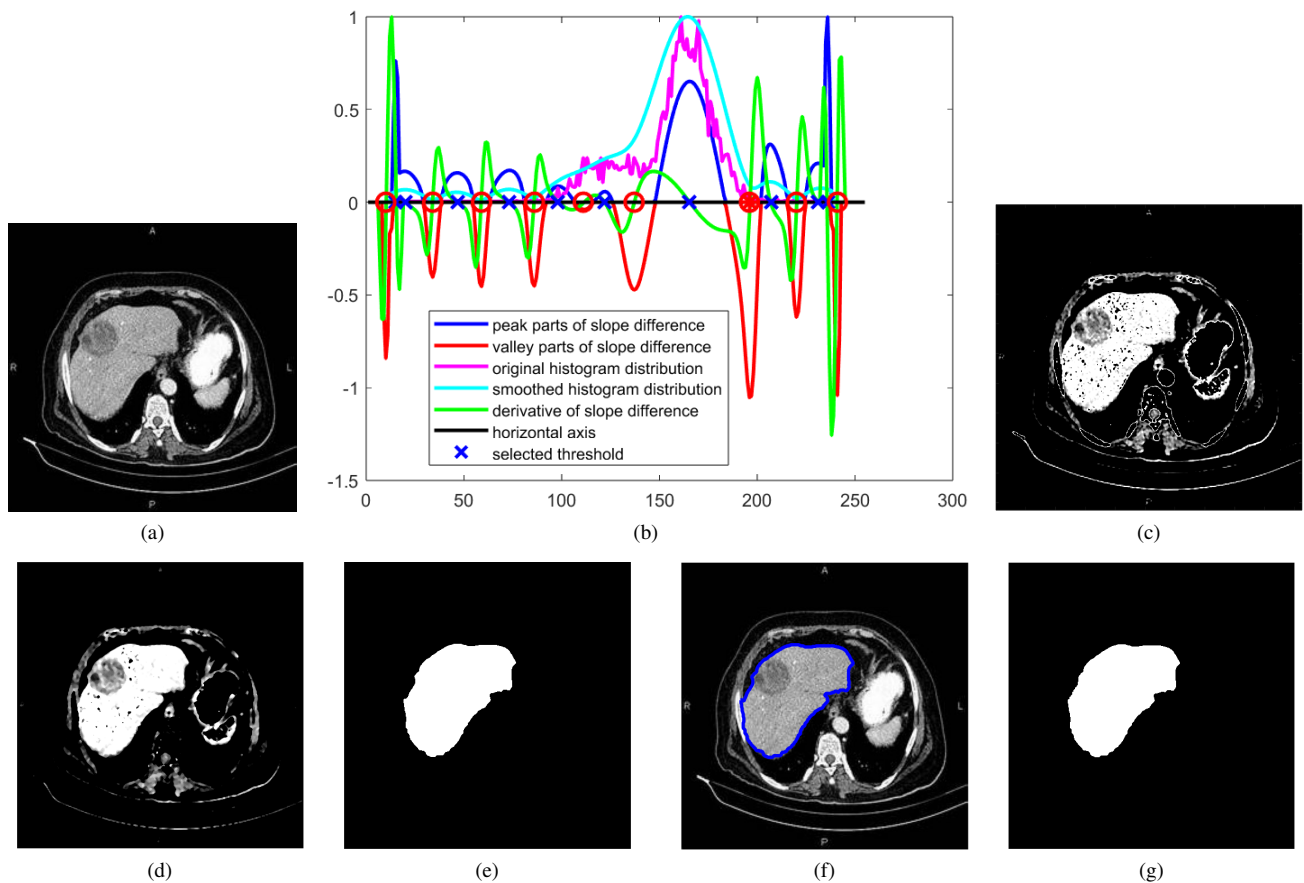 1
0.5
0
-0.5
-1
-1.5
0
50
100
150
200
250
300
peak parts of slope difference
valley parts of slope difference
original histogram distribution
smoothed histogram distribution
derivative of slope difference
horizontal axis
selected threshold
A
R
L
P
(a)
(b)
A
P
(c)
(d)
(e)
A
R
L
P
(f)
(g)